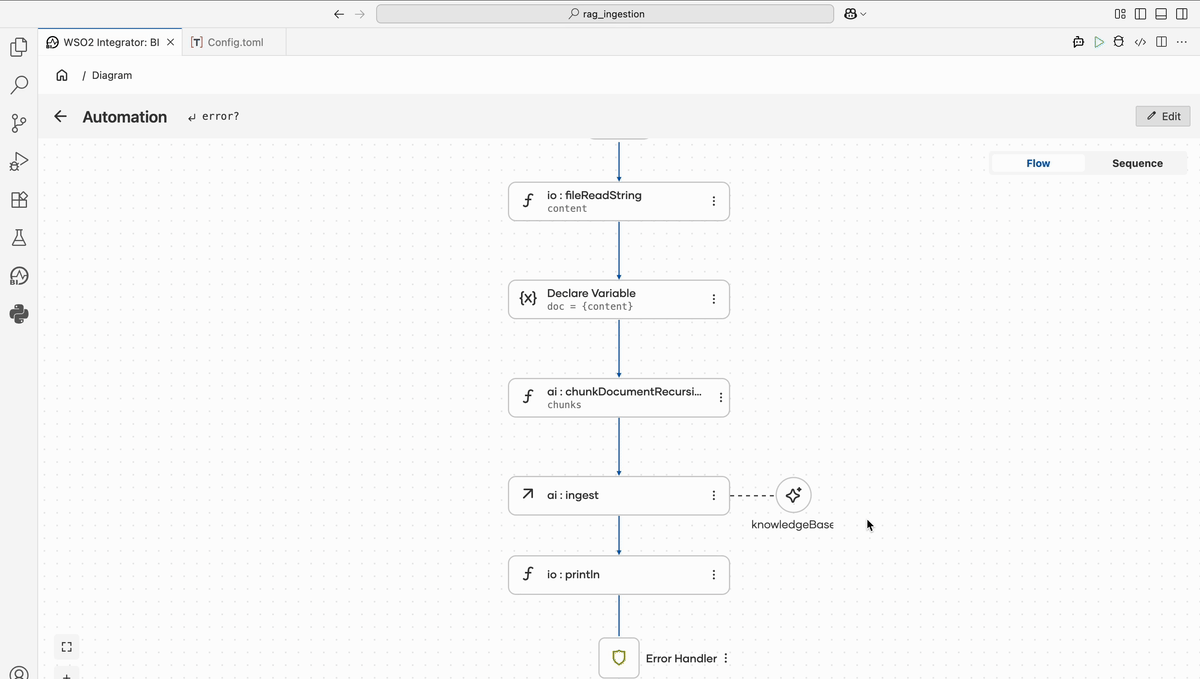 rag_ingestion
WSO2 Integrator: BI
[T] Config.toml
/ Diagram
Automation
error?
Edit
Flow
Sequence
io : fileReadString
content
{x}
Declare Variable
doc = {content}
ai : chunkDocumentRecursi...
chunks
ai : ingest
knowledgeBase
io : println
Error Handler
BI